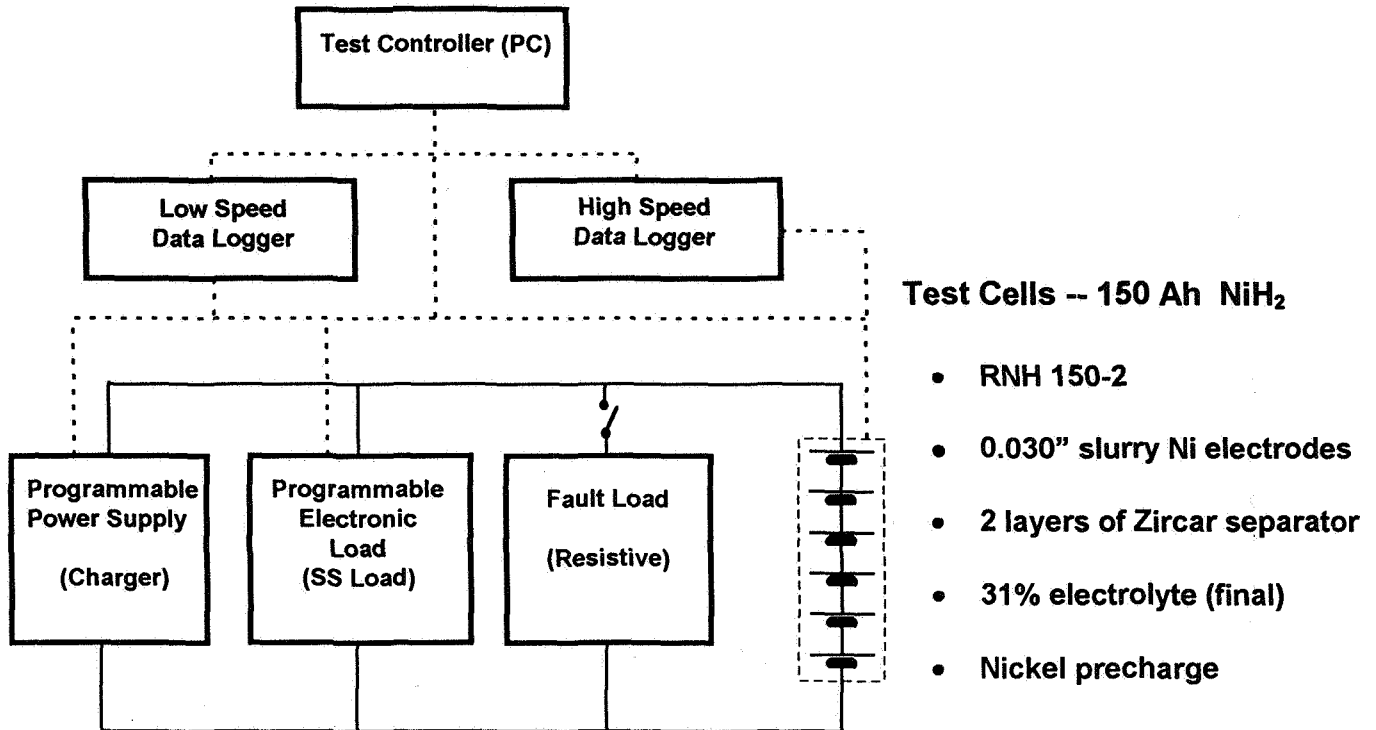 Test Controller (PC)
Low Speed
Data Logger
High Speed
Data Logger
Test Cells -- 150 Ah NiH₂
• RNH 150-2
• 0.030” slurry Ni electrodes
• 2 layers of Zircar separator
• 31% electrolyte (final)
• Nickel precharge
Programmable
Power Supply
(Charger)
Programmable
Electronic
Load
(SS Load)
Fault Load
(Resistive)